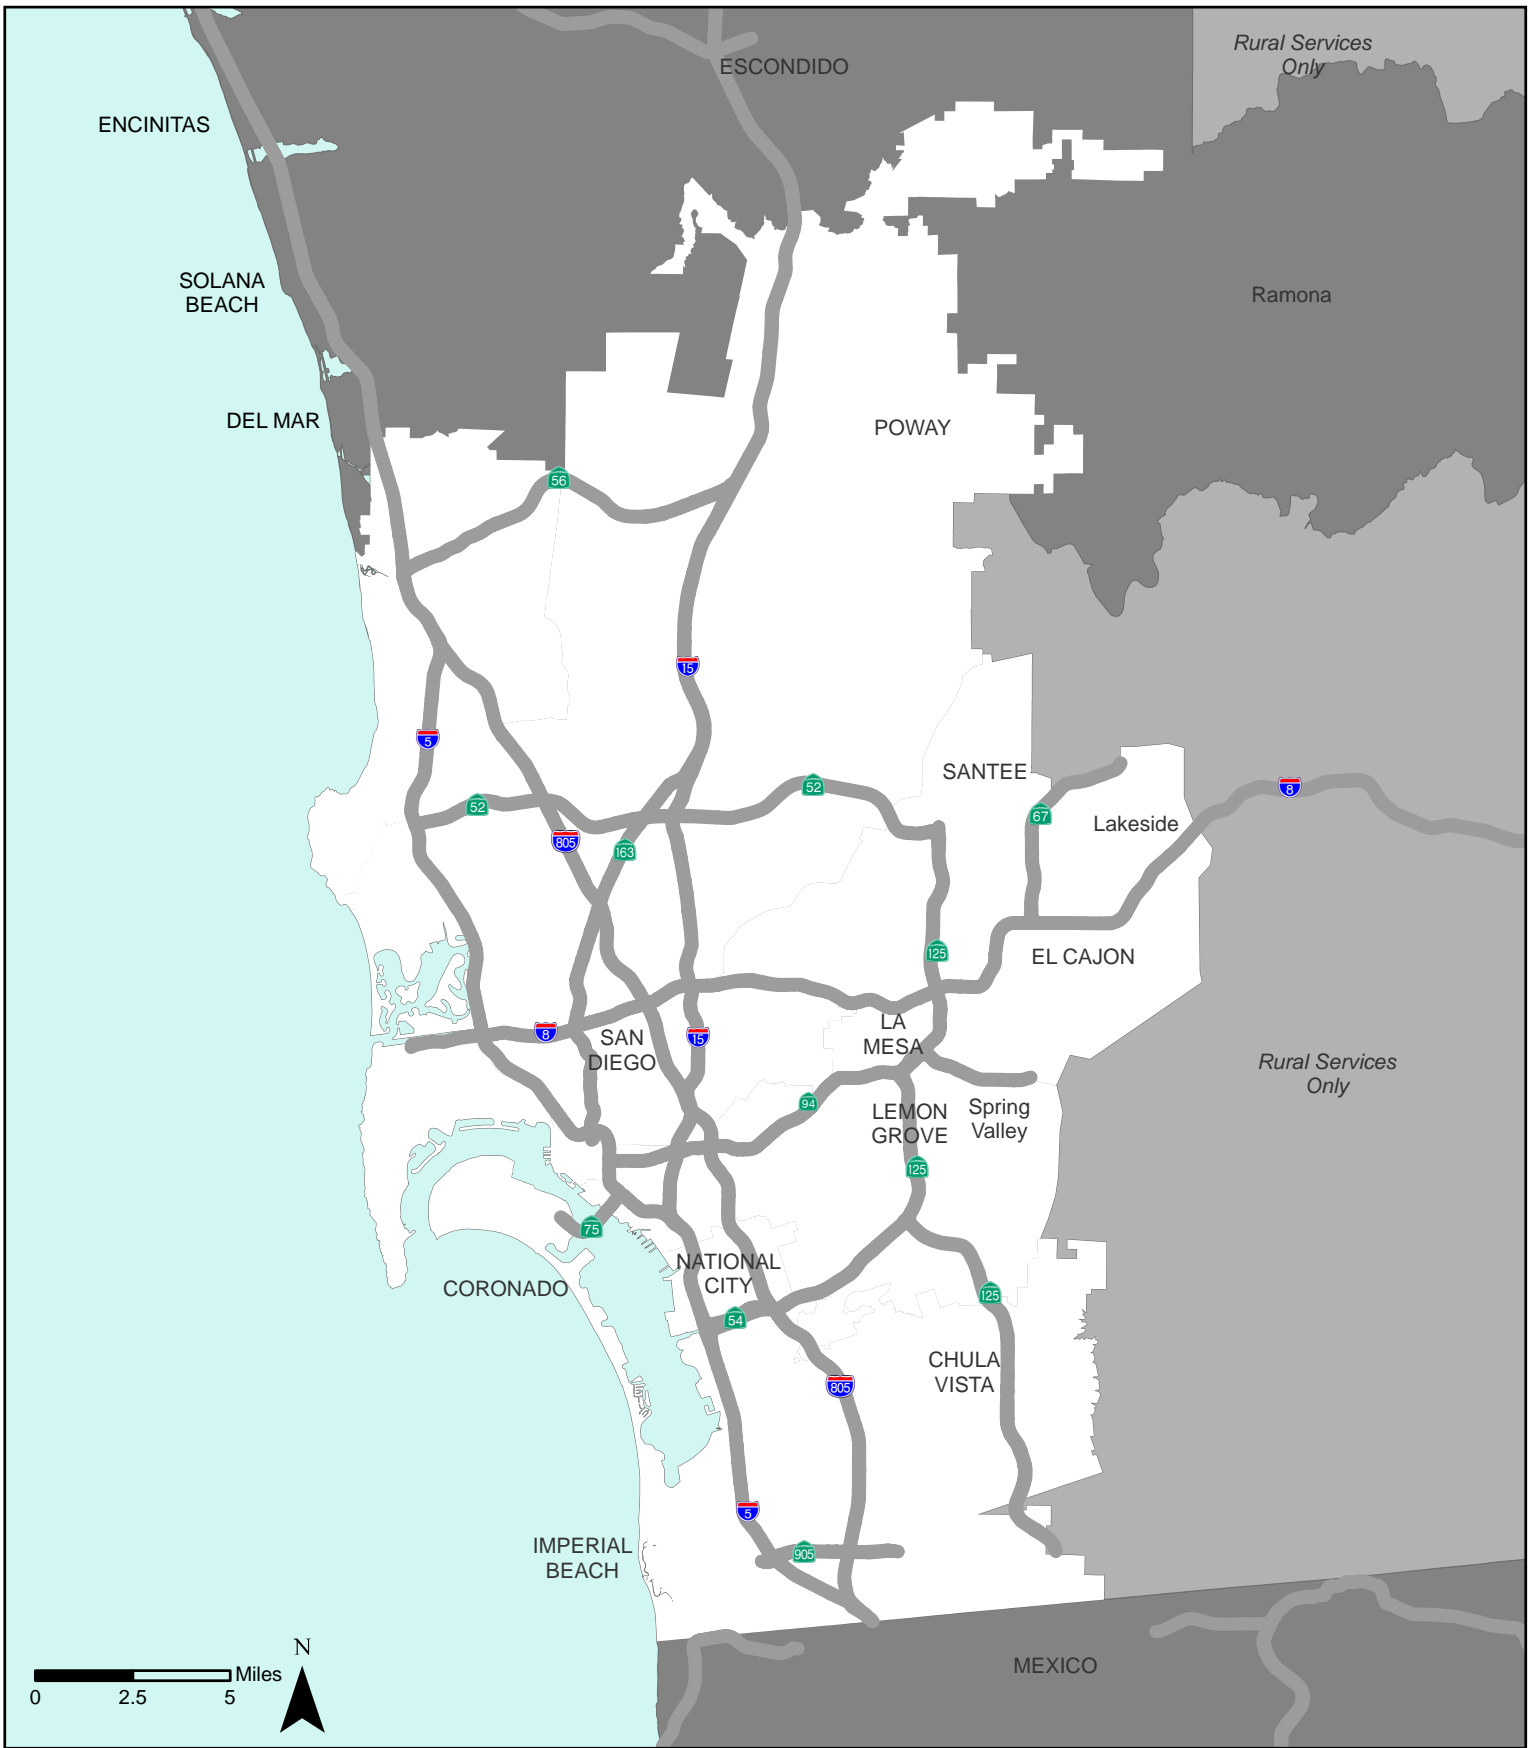 Rural Services
Only
ESCONDIDO
ENCINITAS
SOLANA
BEACH
Ramona
DEL MAR
POWAY
56
15
5
SANTEE
52
52
8
67
Lakeside
805
163
125
EL CAJON
LA
MESA
8
SAN
DIEGO
15
Rural Services
Only
94
LEMON
GROVE
Spring
Valley
125
75
NATIONAL
CITY
CORONADO
125
54
CHULA
VISTA
805
5
IMPERIAL
BEACH
905
N
MEXICO
Miles
0 2.5 5